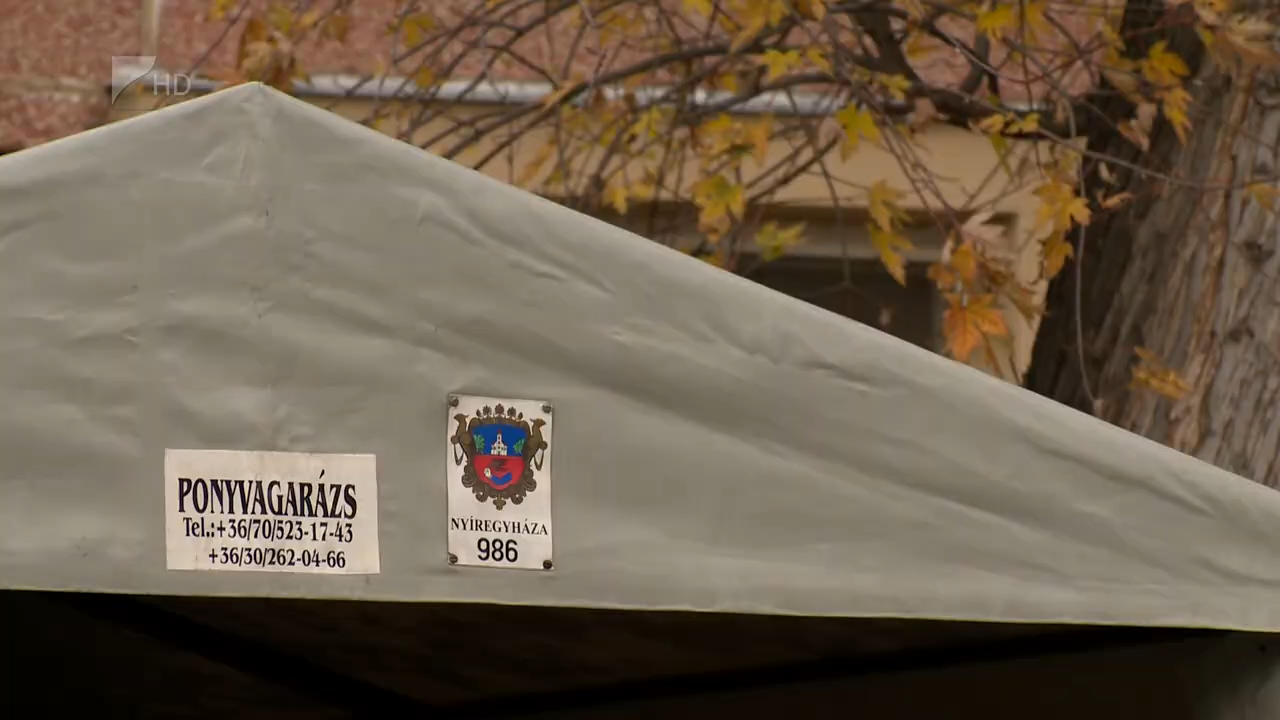 HD
PONYVAGARÁZS
Tel.:+36/70/523-17-43
+36/30/262-04-66
NYÍREGYHÁZA
986